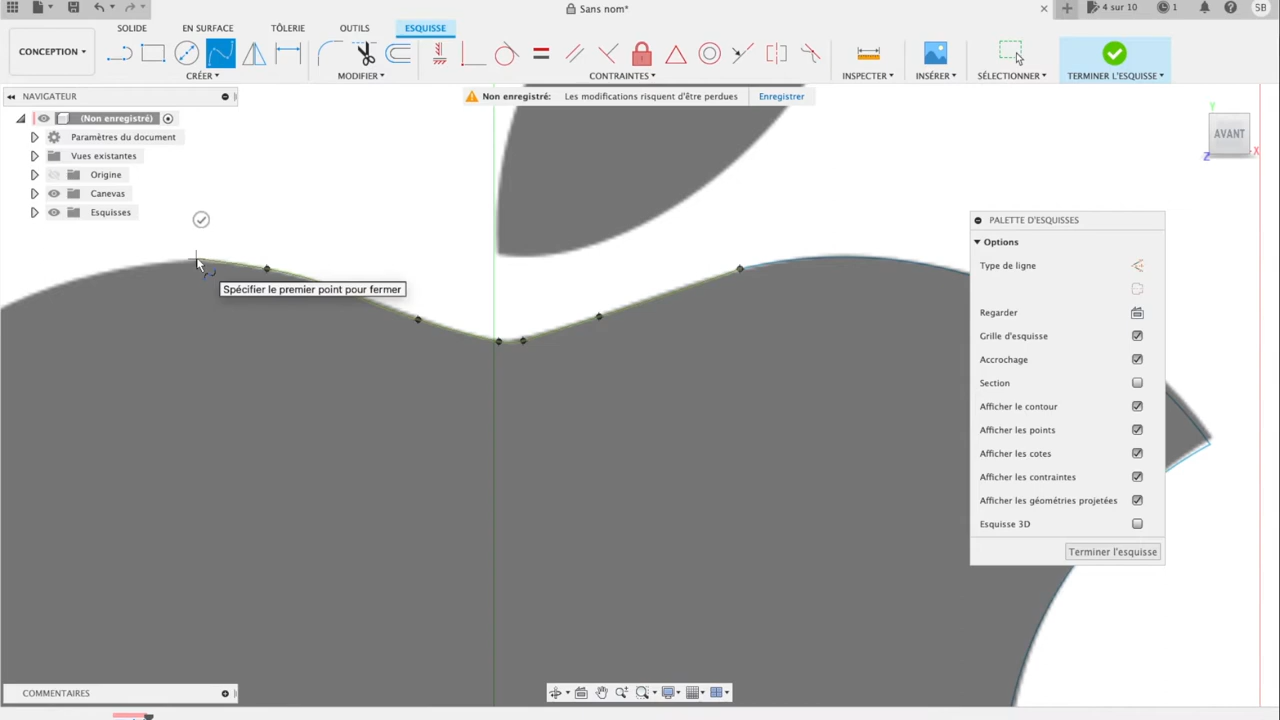 Sans nom*
4 sur 10
1
SB
CONCEPTION
SOLIDE
EN SURFACE
TÔLERIE
OUTILS
ESQUISSE
CRÉER
MODIFIER
CONTRAINTES
INSPECTER
INSÉRER
SÉLECTIONNER
TERMINER L'ESQUISSE
NAVIGATEUR
Non enregistré: Les modifications risquent d'être perdues Enregistrer
(Non enregistré)
Paramètres du document
Vues existantes
Origine
Canevas
Esquisses
Y
AVANT
X
Z
Spécifier le premier point pour fermer
PALETTE D'ESQUISSES
Options
Type de ligne
Regarder
Grille d'esquisse
Accrochage
Section
Afficher le contour
Afficher les points
Afficher les cotes
Afficher les contraintes
Afficher les géométries projetées
Esquisse 3D
Terminer l'esquisse
COMMENTAIRES